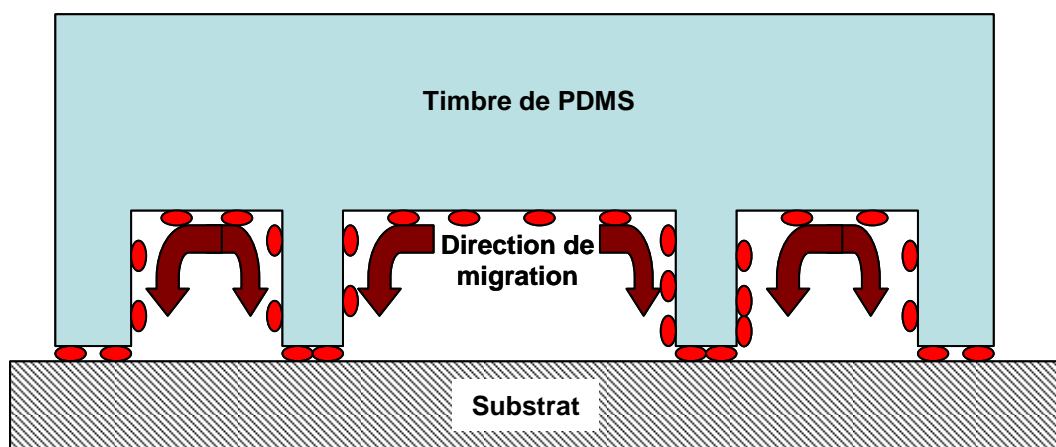 Timbre de PDMS
Direction de
migration
Substrat